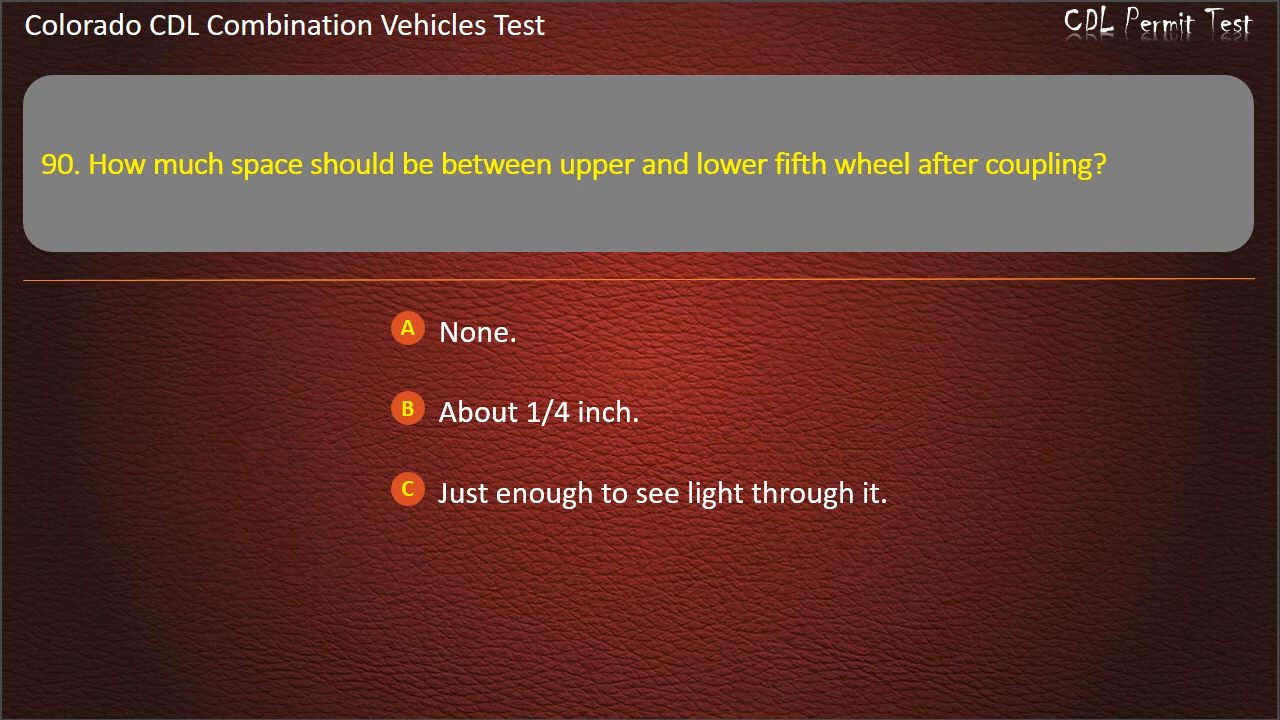 Colorado CDL Combination Vehicles Test
CDL Permit Test
90. How much space should be between upper and lower fifth wheel after coupling?
A None.
B About 1/4 inch.
C Just enough to see light through it.